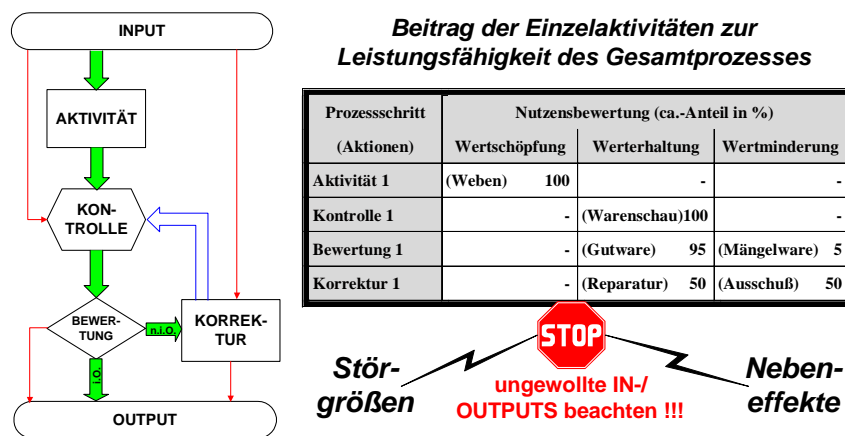 INPUT
AKTIVITÄT
KON-
TROLLE
BEWER-
TUNG
n.i.O.
KORREK-
TUR
i.O.
OUTPUT
Beitrag der Einzelaktivitäten zur
Leistungsfähigkeit des Gesamtprozesses
Prozessschritt Nutzensbewertung (ca.-Anteil in %)
(Aktionen) Wertschöpfung Werterhaltung Wertminderung
Aktivität 1 (Weben) 100 - -
Kontrolle 1 - (Warenschau)100 -
Bewertung 1 - (Gutware) 95 (Mängelware) 5
Korrektur 1 - (Reparatur) 50 (Ausschuß) 50
STOP
Stör-
größen
ungewollte IN-/
OUTPUTS beachten !!!
Neben-
effekte